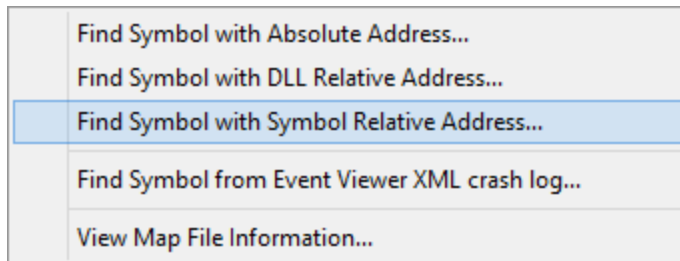 Find Symbol with Absolute Address...
Find Symbol with DLL Relative Address...
Find Symbol with Symbol Relative Address...
Find Symbol from Event Viewer XML crash log...
View Map File Information...